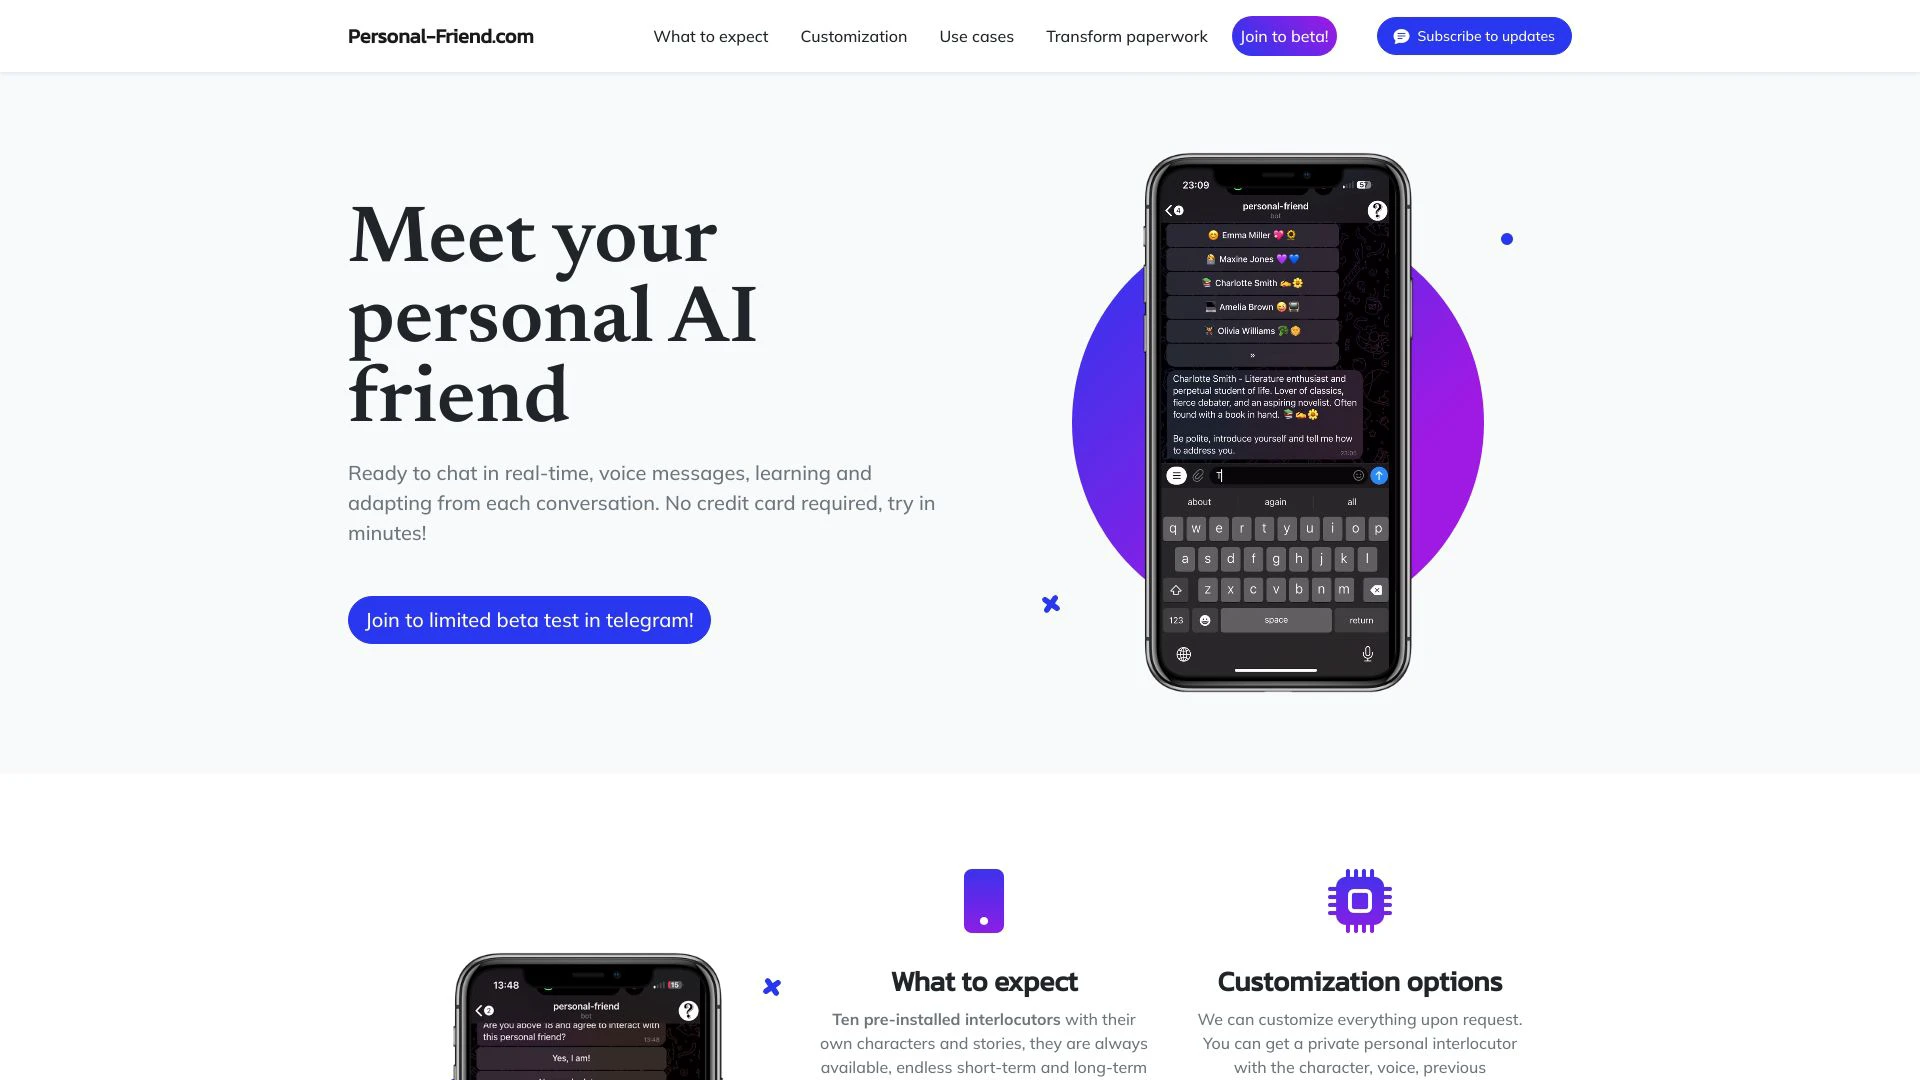 Personal-Friend.com
What to expect
Customization
Use cases
Transform paperwork
Join to beta!
Subscribe to updates
Meet your
personal AI
friend
Ready to chat in real-time, voice messages, learning and
adapting from each conversation. No credit card required, try in
minutes!
Join to limited beta test in telegram!
23:09
5
4
personal-friend
bot
?
😊 Emma Miller 💖🌻
Maxine Jones 💜💙
📚 Charlotte Smith ✍️🌻
💻 Amelia Brown
Olivia Williams
»
Charlotte Smith - Literature enthusiast and
perpetual student of life. Lover of classics,
fierce debater, and an aspiring novelist. Often
found with a book in hand. 📚✍️🌻
Be polite, introduce yourself and tell me how
to address you.
T
about again all
q w e r t y u i o p
a s d f g h j k l
z x c v b n m
123 space return
13:48
15
2
personal-friend
bot
?
Are you above 18 and agree to interact with
this personal friend?
13:48
Yes, I am!
What to expect
Ten pre-installed interlocutors with their
own characters and stories, they are always
available, endless short-term and long-term
Customization options
We can customize everything upon request.
You can get a private personal interlocutor
with the character, voice, previous